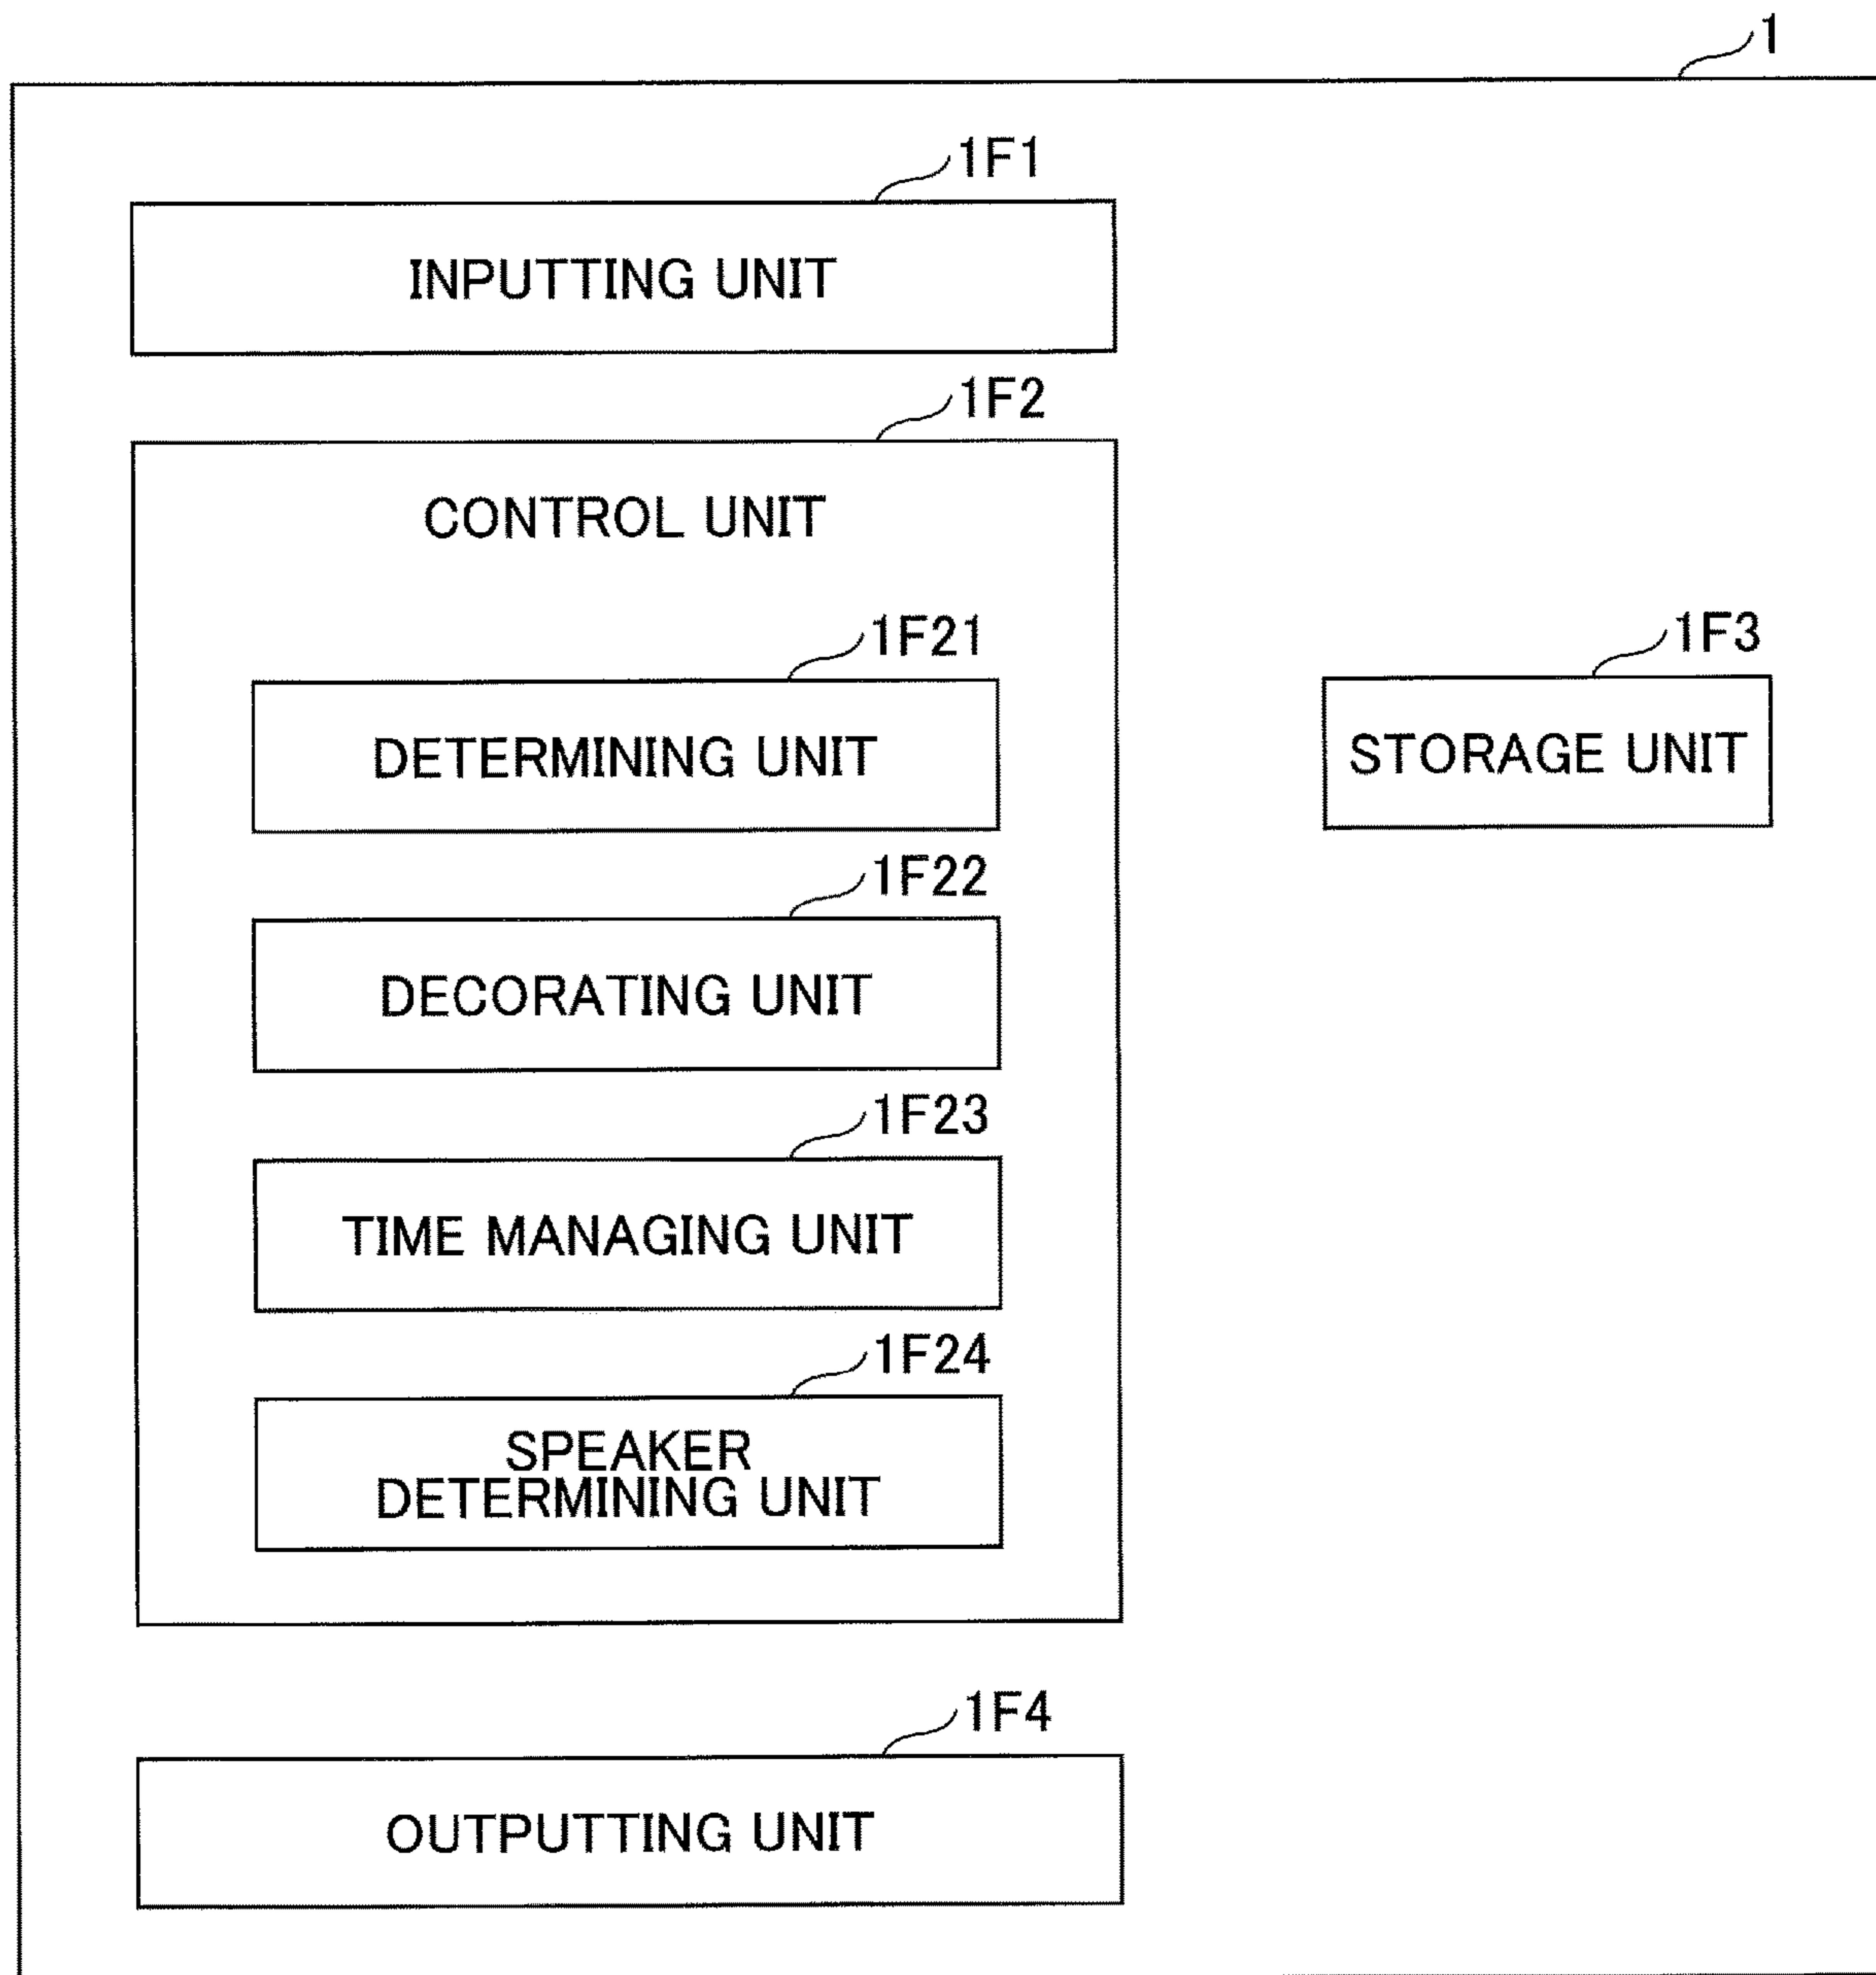 1
1F1
INPUTTING UNIT
1F2
CONTROL UNIT
1F21
DETERMINING UNIT
1F3
STORAGE UNIT
1F22
DECORATING UNIT
1F23
TIME MANAGING UNIT
1F24
SPEAKER
DETERMINING UNIT
1F4
OUTPUTTING UNIT